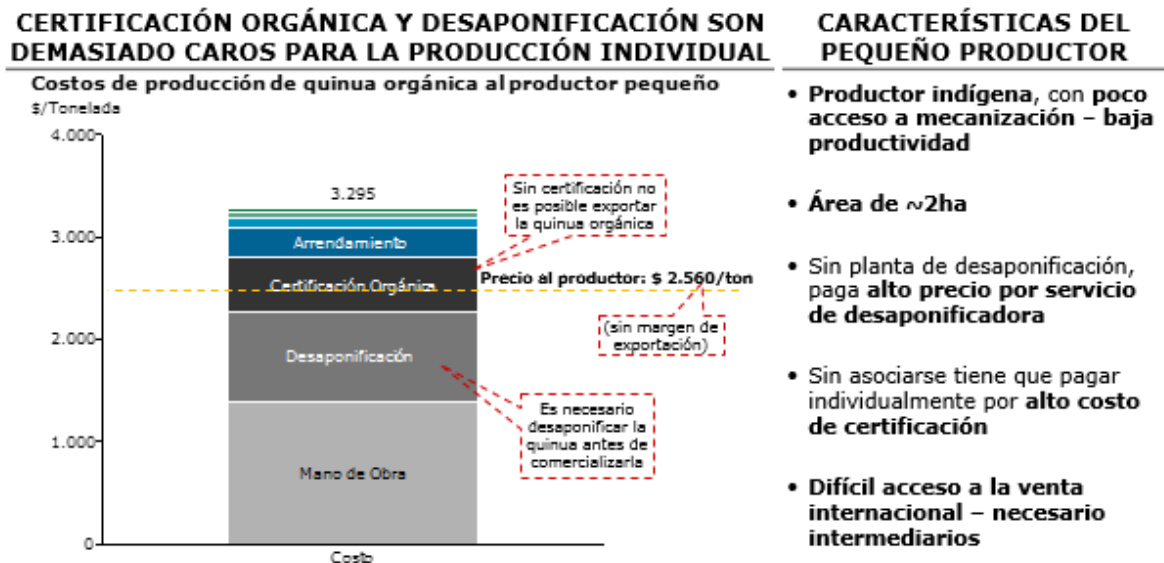 CERTIFICACIÓN ORGÁNICA Y DESAPONIFICACIÓN SON
DEMASIADO CAROS PARA LA PRODUCCIÓN INDIVIDUAL
Costos de producción de quinua orgánica al productor pequeño
$/Tonelada
4.000
3.000
2.000
1.000
0
3.295
Arrendamiento
Certificación Orgánica
Desaponificación
Mano de Obra
Costo
Sin certificación no
es posible exportar
la quinua orgánica
Precio al productor: $ 2.560/ton
(sin margen de
exportación)
Es necesario
desaponificar la
quinua antes de
comercializarla
CARACTERÍSTICAS DEL
PEQUEÑO PRODUCTOR
• Productor indígena, con poco
acceso a mecanización – baja
productividad
• Área de ~2ha
• Sin planta de desaponificación,
paga alto precio por servicio
de desaponificadora
• Sin asociarse tiene que pagar
individualmente por alto costo
de certificación
• Difícil acceso a la venta
internacional – necesario
intermediarios